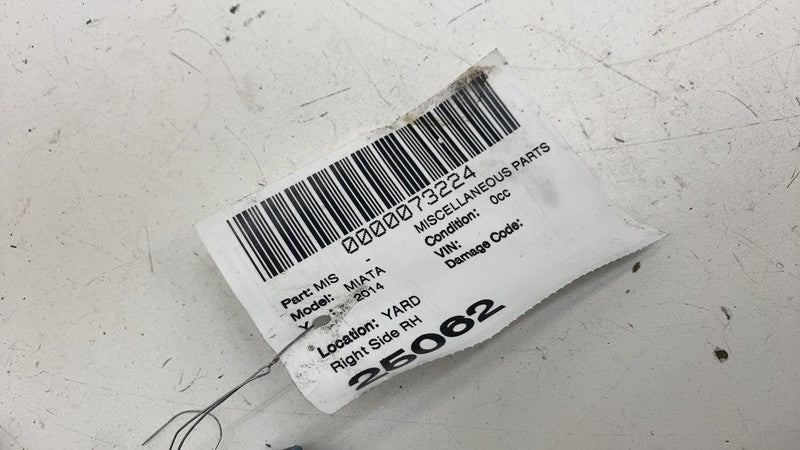 0000073224
Part: MIS - MISCELLANEOUS PARTS
Model: MIATA Condition: 0cc
Y 2014 VIN:
Damage Code:
Location: YARD
Right Side RH
25062